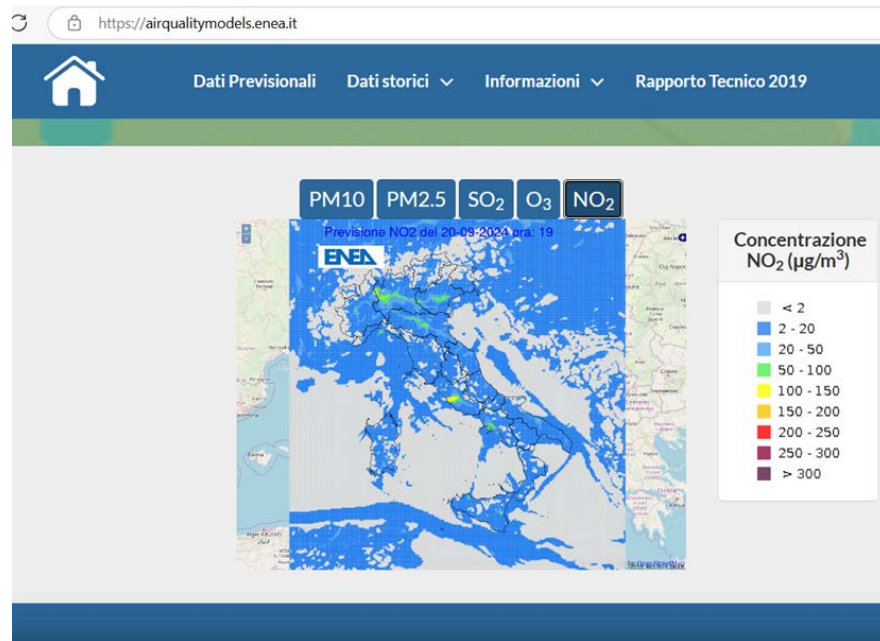 https://airqualitymodels.enea.it
Dati Previsionali Dati storici Informazioni Rapporto Tecnico 2019
PM10 PM2.5 SO₂ O₃ NO₂
Previsione NO2 del 20-09-2024 ora: 19
ENEA
Concentrazione
NO₂ (µg/m³)
< 2
2 - 20
20 - 50
50 - 100
100 - 150
150 - 200
200 - 250
250 - 300
> 300